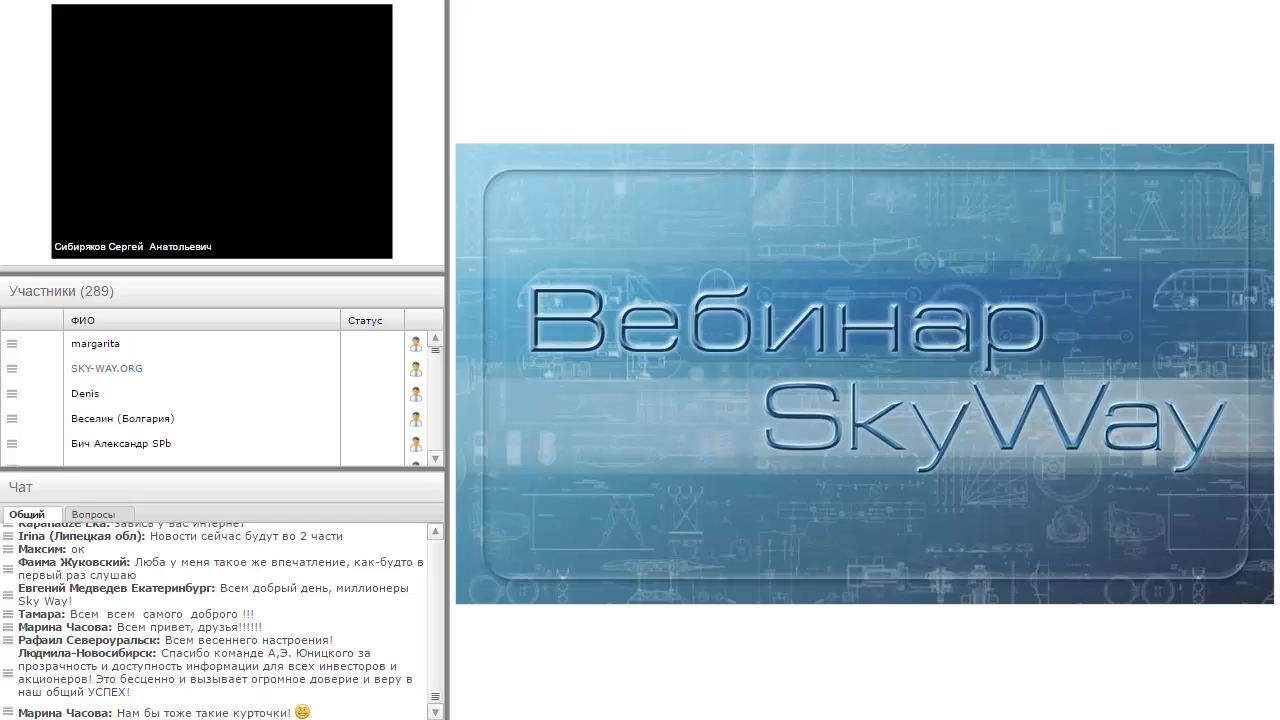 Сибиряков Сергей Анатольевич
Участники (289)
ФИО
Статус
margarita
SKY-WAY.ORG
Denis
Веселин (Болгария)
Бич Александр SPb
Чат
Общий
Вопросы
Kapanadze Eka: зависъ у вас интернет
Irina (Липецкая обл): Новости сейчас будут во 2 части
Максим: ок
Фаима Жуковский: Люба у меня такое же впечатление, как-будто в
первый раз слушаю
Евгений Медведев Екатеринбург: Всем добрый день, миллионеры
Sky Way!
Тамара: Всем всем самого доброго !!!
Марина Часова: Всем привет, друзья!!!!!!
Рафаил Североуральск: Всем весеннего настроения!
Людмила-Новосибирск: Спасибо команде А,Э. Юницкого за
прозрачность и доступность информации для всех инвесторов и
акционеров! Это бесценно и вызывает огромное доверие и веру в
наш общий УСПЕХ!
Марина Часова: Нам бы тоже такие курточки!
Вебинар
SkyWay